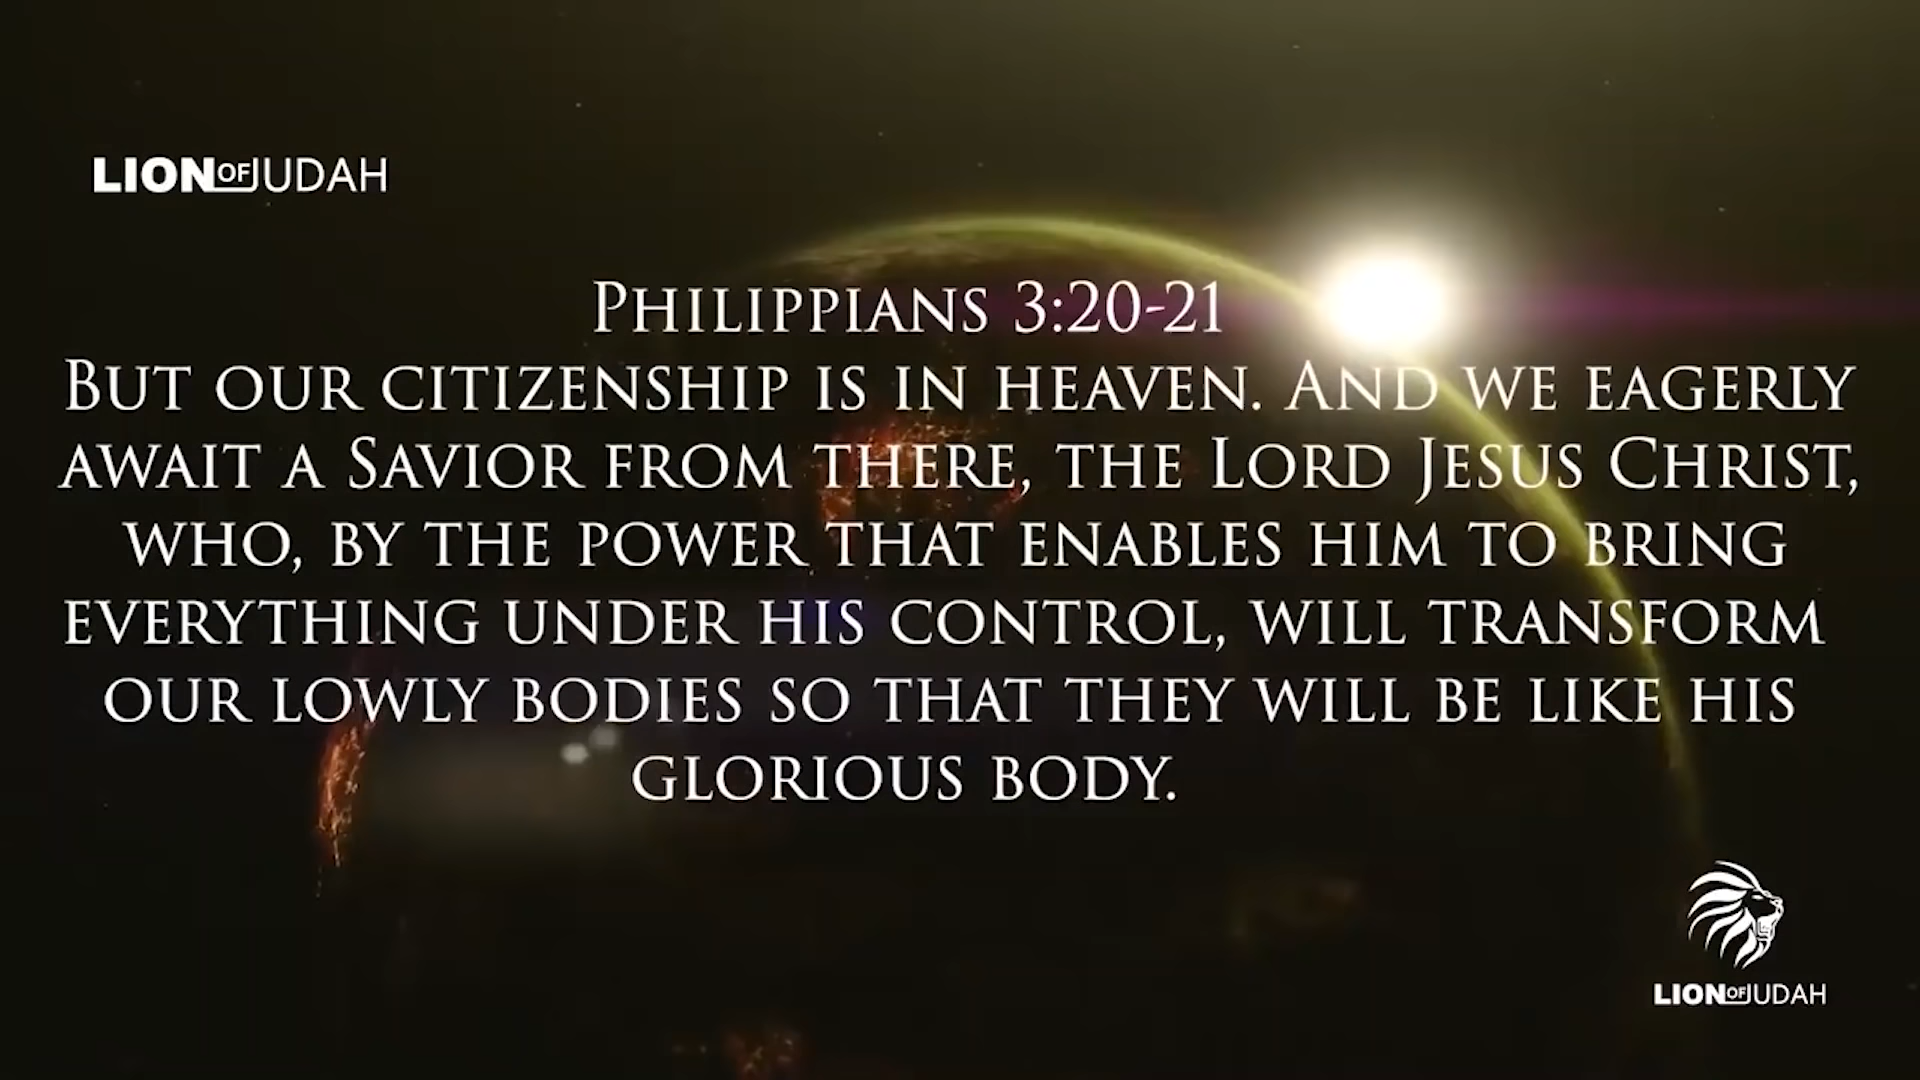 LION OF JUDAH
Philippians 3:20-21
But our citizenship is in heaven. And we eagerly
await a Savior from there, the Lord Jesus Christ,
who, by the power that enables him to bring
everything under his control, will transform
our lowly bodies so that they will be like his
glorious body.
LION OF JUDAH